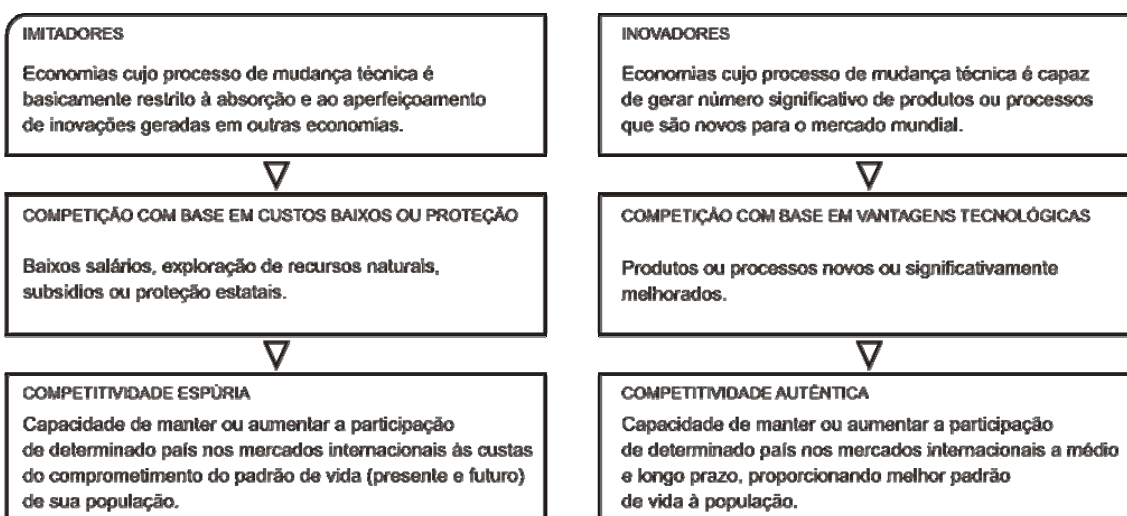 IMITADORES
Economias cujo processo de mudança técnica é
basicamente restrito à absorção e ao aperfeiçoamento
de inovações geradas em outras economias.
COMPETIÇÃO COM BASE EM CUSTOS BAIXOS OU PROTEÇÃO
Baixos salários, exploração de recursos naturais,
subsídios ou proteção estatais.
COMPETITIVIDADE ESPÚRIA
Capacidade de manter ou aumentar a participação
de determinado país nos mercados internacionais às custas
do comprometimento do padrão de vida (presente e futuro)
de sua população.
INOVADORES
Economias cujo processo de mudança técnica é capaz
de gerar número significativo de produtos ou processos
que são novos para o mercado mundial.
COMPETIÇÃO COM BASE EM VANTAGENS TECNOLÓGICAS
Produtos ou processos novos ou significativamente
melhorados.
COMPETITIVIDADE AUTÊNTICA
Capacidade de manter ou aumentar a participação
de determinado país nos mercados internacionais a médio
e longo prazo, proporcionando melhor padrão
de vida à população.